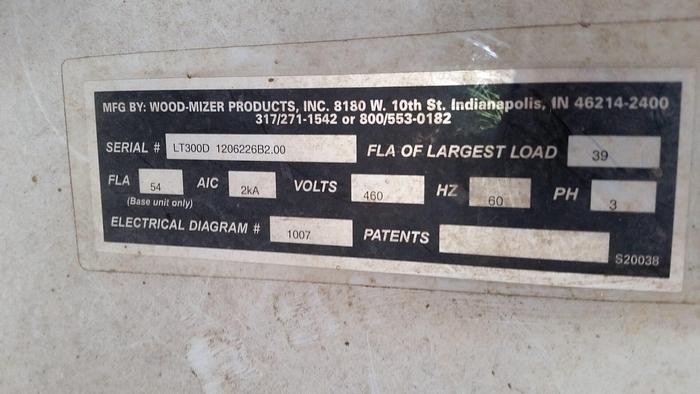 MFG BY: WOOD-MIZER PRODUCTS, INC. 8180 W. 10th St. Indianapolis, IN 46214-2400
317/271-1542 or 800/553-0182
SERIAL # LT300D 1206226B2.00 FLA OF LARGEST LOAD 39
FLA 54 AIC 2kA VOLTS 460 HZ 60 PH 3
(Base unit only)
ELECTRICAL DIAGRAM # 1007 PATENTS
S20038